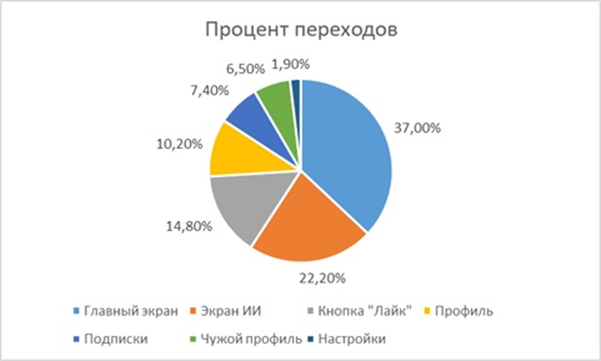 Процент переходов
6,50% 1,90%
7,40%
37,00%
10,20%
14,80%
22,20%
Главный экран Экран ИИ Кнопка "Лайк" Профиль
Подписки Чужой профиль Настройки